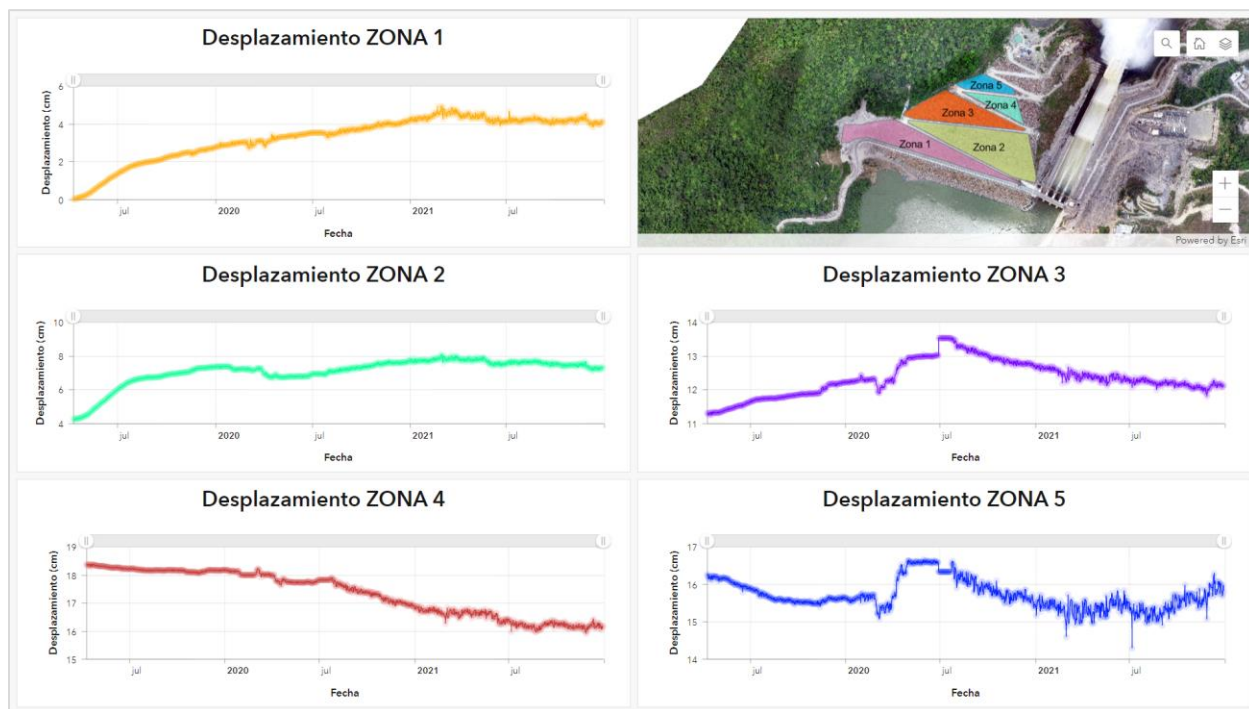 Desplazamiento ZONA 1
Desplazamiento (cm)
6
4
2
0
jul
2020
jul
2021
jul
Fecha
Zona 5
Zona 4
Zona 3
Zona 2
Zona 1
Powered by Esri
Desplazamiento ZONA 2
Desplazamiento (cm)
10
8
6
4
jul
2020
jul
2021
jul
Fecha
Desplazamiento ZONA 3
Desplazamiento (cm)
14
13
12
11
jul
2020
jul
2021
jul
Fecha
Desplazamiento ZONA 4
Desplazamiento (cm)
19
18
17
16
15
jul
2020
jul
2021
jul
Fecha
Desplazamiento ZONA 5
Desplazamiento (cm)
17
16
15
14
jul
2020
jul
2021
jul
Fecha